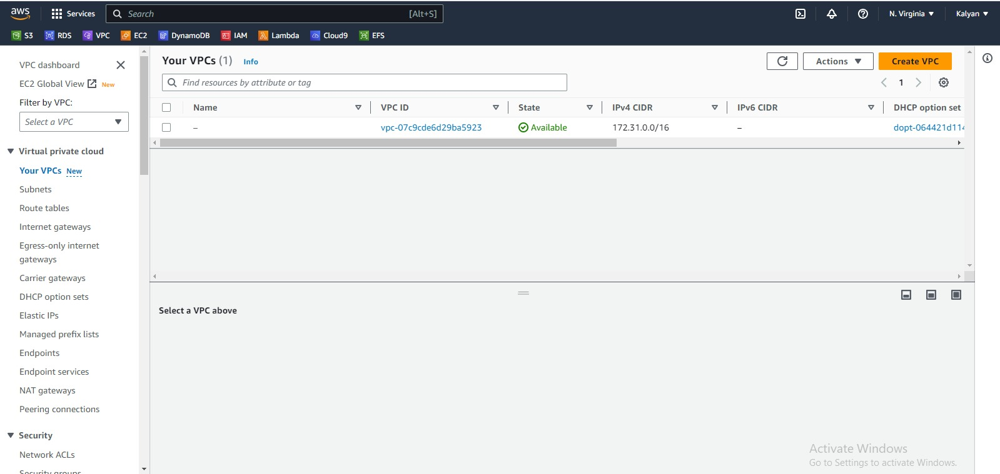 aws Services Search [Alt+S] N. Virginia Kalyan
S3 RDS VPC EC2 DynamoDB IAM Lambda Cloud9 EFS
VPC dashboard
EC2 Global View New
Filter by VPC:
Select a VPC
Virtual private cloud
Your VPCs New
Subnets
Route tables
Internet gateways
Egress-only internet
gateways
Carrier gateways
DHCP option sets
Elastic IPs
Managed prefix lists
Endpoints
Endpoint services
NAT gateways
Peering connections
Security
Network ACLs
Security groups
Your VPCs (1) Info
Actions Create VPC
Find resources by attribute or tag
1
Name VPC ID State IPv4 CIDR IPv6 CIDR DHCP option set
– vpc-07c9cde6d29ba5923 Available 172.31.0.0/16 – dopt-064421d114
Select a VPC above
Activate Windows
Go to Settings to activate Windows.